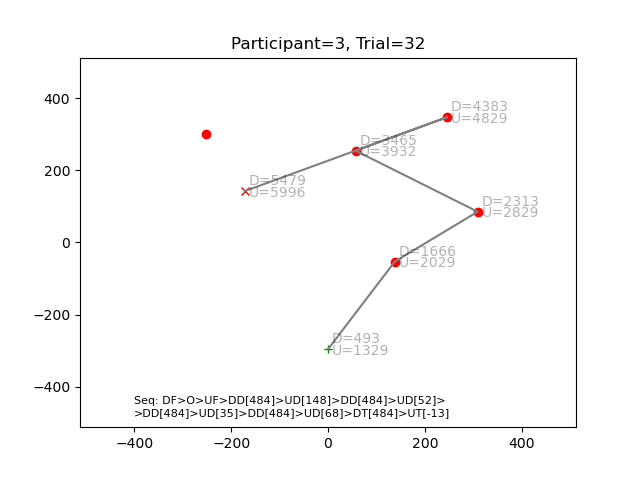 Participant=3, Trial=32
400
200
0
−200
−400
D=4383
U=4829
D=3465
U=3932
D=5479
U=5996
D=2313
U=2829
D=1666
U=2029
D=493
U=1329
Seq: DF>O>UF>DD[484]>UD[148]>DD[484]>UD[52]>
>DD[484]>UD[35]>DD[484]>UD[68]>DT[484]>UT[-13]
−400 −200 0 200 400